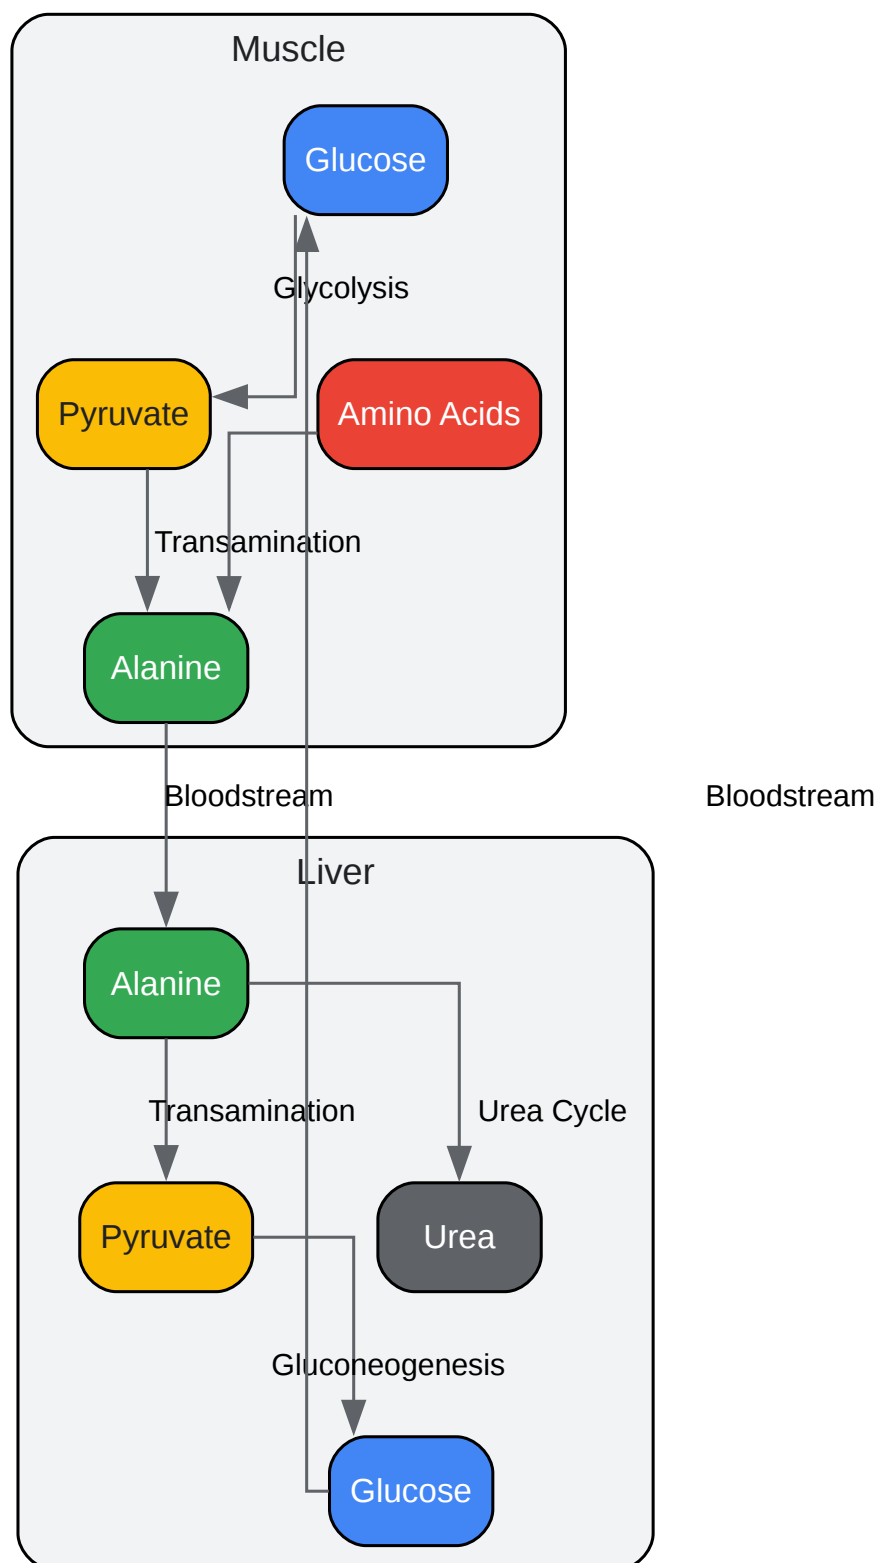 Muscle
Glucose
Glycolysis
Pyruvate
Amino Acids
Transamination
Alanine
Bloodstream
Bloodstream
Liver
Alanine
Transamination
Urea Cycle
Pyruvate
Urea
Gluconeogenesis
Glucose